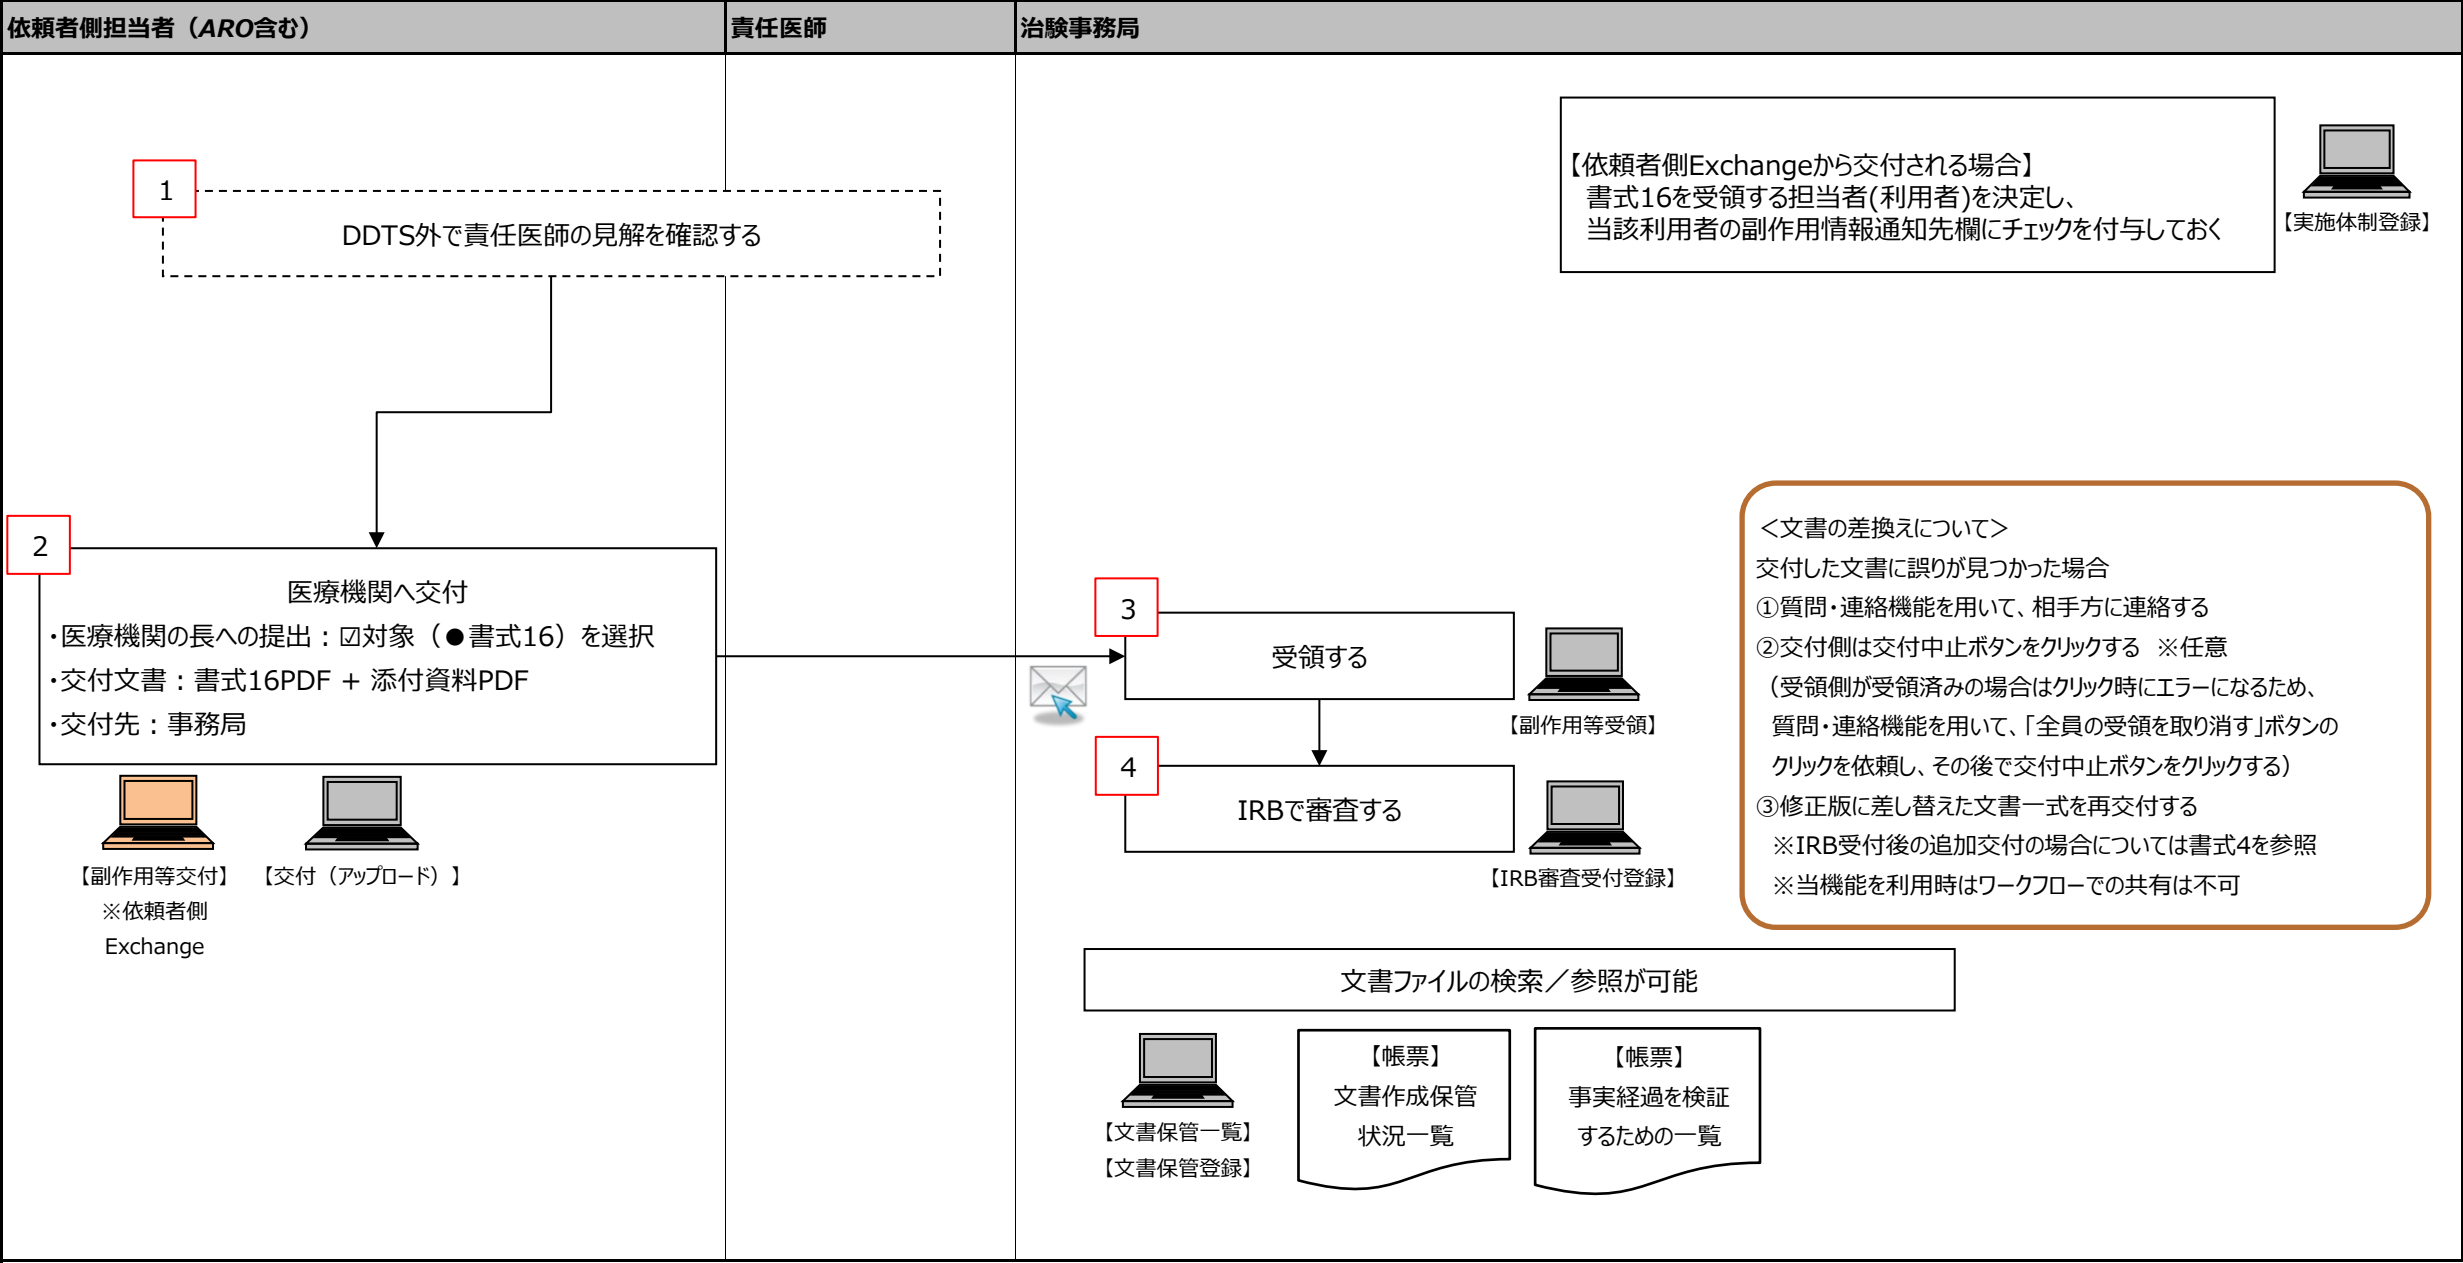 依頼者側担当者（ARO含む）
責任医師
治験事務局
【依頼者側Exchangeから交付される場合】
書式16を受領する担当者(利用者)を決定し、
当該利用者の副作用情報通知先欄にチェックを付与しておく
【実施体制登録】
1
DDTS外で責任医師の見解を確認する
2
医療機関へ交付
・医療機関の長への提出：☑対象（●書式16）を選択
・交付文書：書式16PDF + 添付資料PDF
・交付先：事務局
【副作用等交付】
※依頼者側
Exchange
【交付（アップロード）】
3
受領する
【副作用等受領】
4
IRBで審査する
【IRB審査受付登録】
＜文書の差換えについて＞
交付した文書に誤りが見つかった場合
①質問・連絡機能を用いて、相手方に連絡する
②交付側は交付中止ボタンをクリックする　※任意
（受領側が受領済みの場合はクリック時にエラーになるため、
質問・連絡機能を用いて、「全員の受領を取り消す」ボタンの
クリックを依頼し、その後で交付中止ボタンをクリックする）
③修正版に差し替えた文書一式を再交付する
※IRB受付後の追加交付の場合については書式4を参照
※当機能を利用時はワークフローでの共有は不可
文書ファイルの検索／参照が可能
【文書保管一覧】
【文書保管登録】
【帳票】
文書作成保管
状況一覧
【帳票】
事実経過を検証
するための一覧